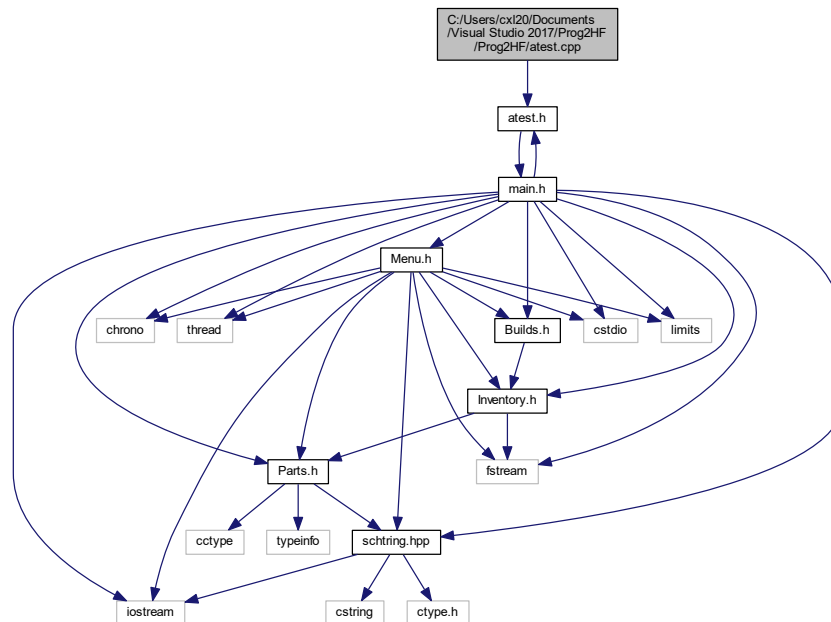 C:/Users/cxl20/Documents
/Visual Studio 2017/Prog2HF
/Prog2HF/atest.cpp
atest.h
main.h
Menu.h
chrono
thread
Builds.h
cstdio
limits
Inventory.h
Parts.h
fstream
cctype
typeinfo
schtring.hpp
iostream
cstring
ctype.h